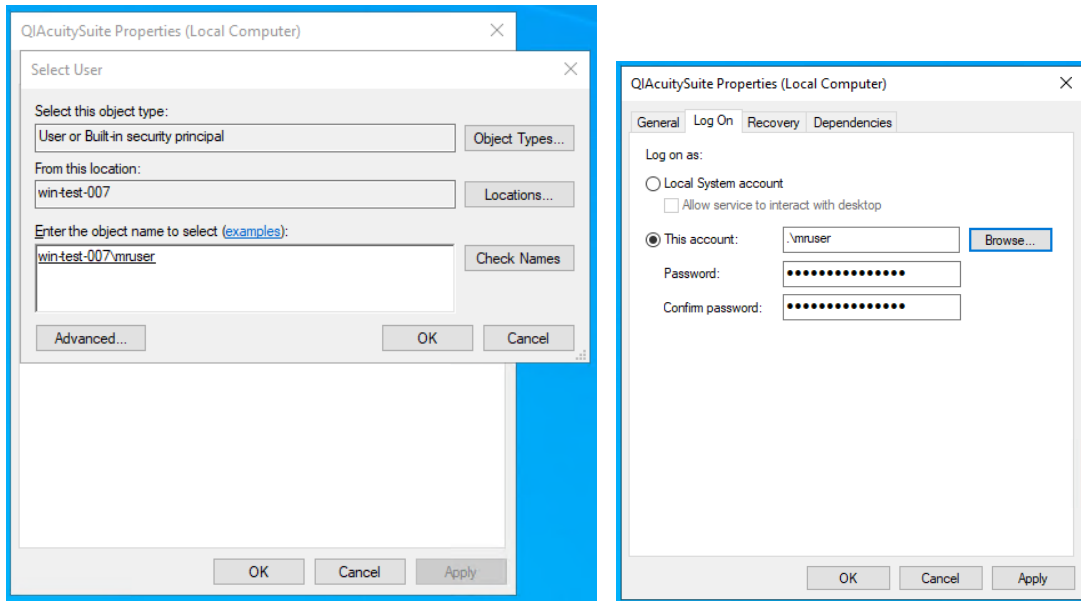 QIAcuitySuite Properties (Local Computer)
Select User
Select this object type:
User or Built-in security principal
Object Types...
From this location:
win-test-007
Locations...
Enter the object name to select (examples):
win-test-007\mruser
Check Names
Advanced...
OK
Cancel
OK
Cancel
Apply
QIAcuitySuite Properties (Local Computer)
General
Log On
Recovery
Dependencies
Log on as:
Local System account
Allow service to interact with desktop
This account:
.\mruser
Browse...
Password:
•••••••••••••••
Confirm password:
•••••••••••••••
OK
Cancel
Apply